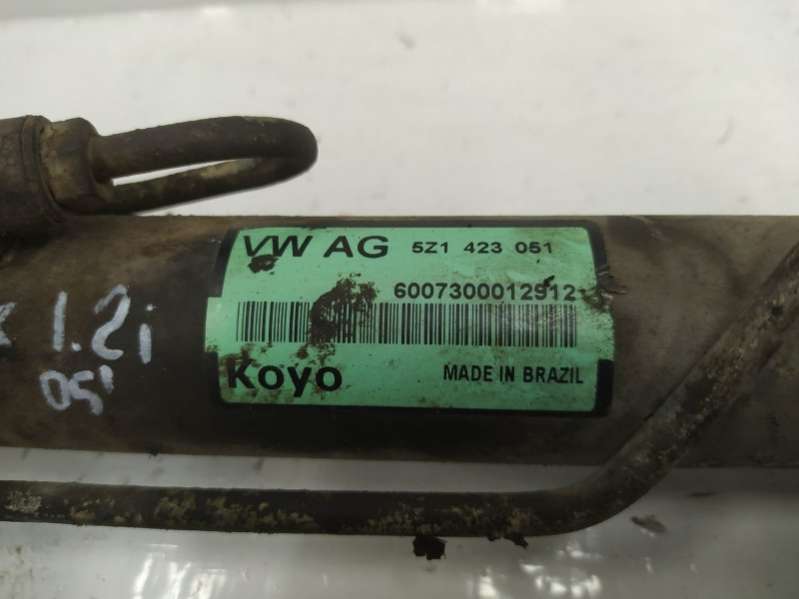 VW AG 5Z1 423 051
6007300012912
Koyo MADE IN BRAZIL
1.2i
05'